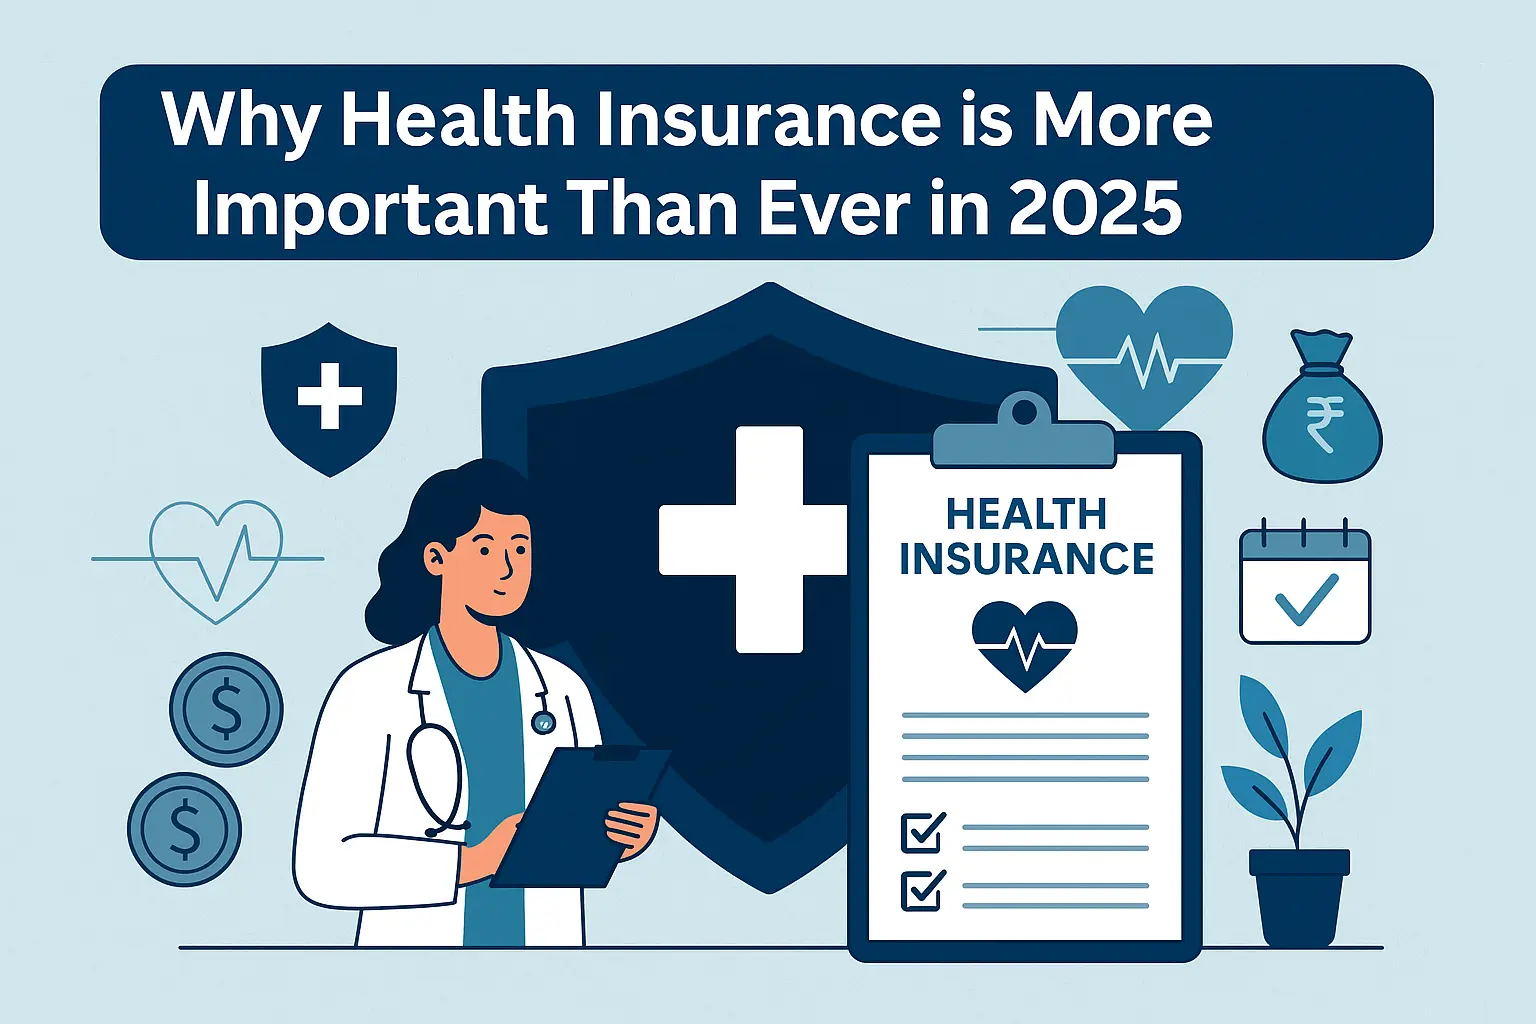 Why Health Insurance is More
Important Than Ever in 2025
₹
HEALTH
INSURANCE
$
$